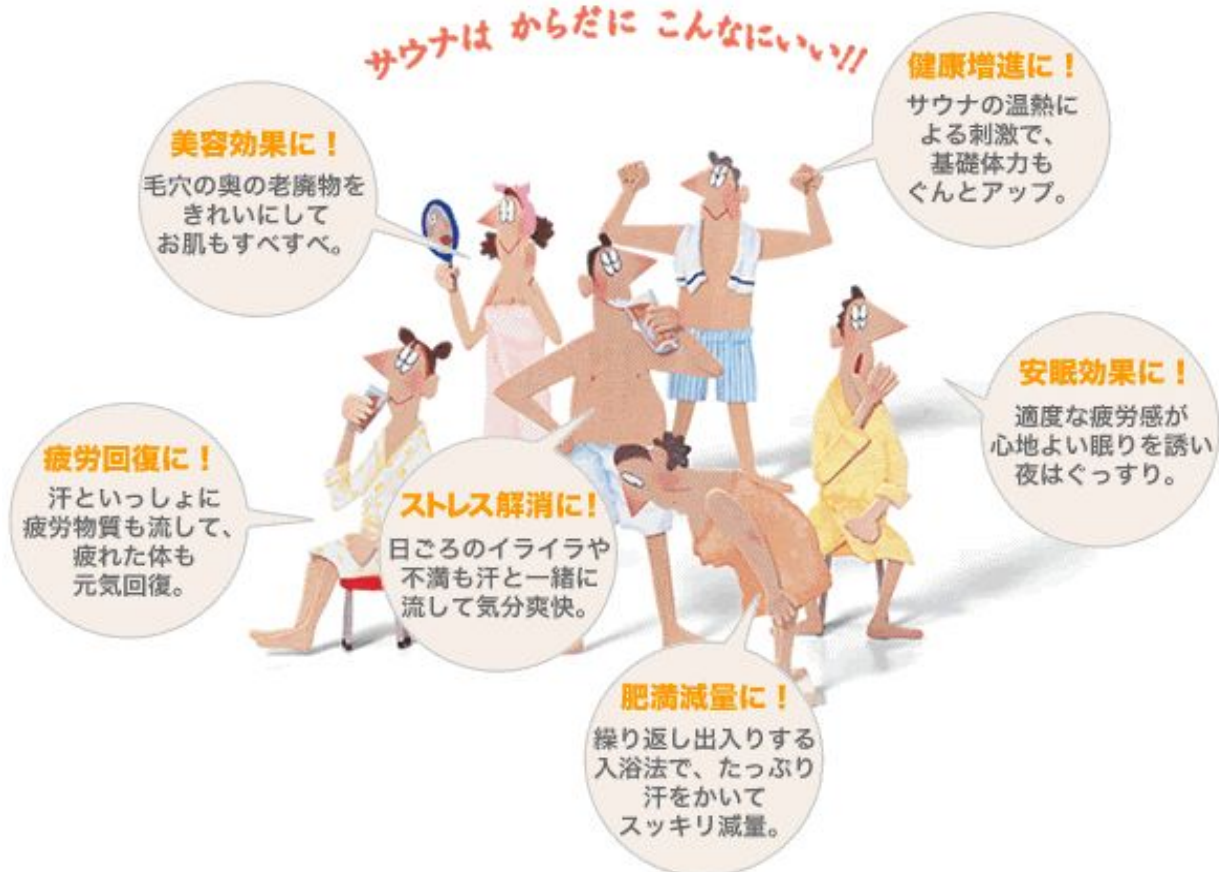 サウナは からだに こんなにいい!!
健康増進に！
サウナの温熱に
よる刺激で、
基礎体力も
ぐんとアップ。
美容効果に！
毛穴の奥の老廃物を
きれいにして
お肌もすべすべ。
安眠効果に！
適度な疲労感が
心地よい眠りを誘い
夜はぐっすり。
疲労回復に！
汗といっしょに
疲労物質も流して、
疲れた体も
元気回復。
ストレス解消に!
日ごろのイライラや
不満も汗と一緒に
流して気分爽快。
肥満減量に！
繰り返し出入りする
入浴法で、たっぷり
汗をかいて
スッキリ減量。